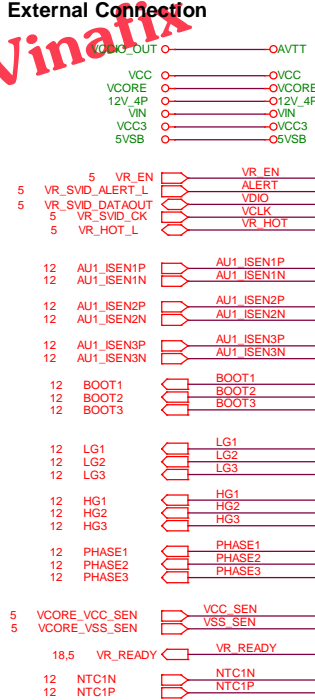 External Connection
Vinafix
VCCIO_OUT AVTT
VCC VCC
VCORE VCORE
12V_4P 12V_4P
VIN VIN
VCC3 VCC3
5VSB 5VSB
5 VR_EN VR_EN
5 VR_SVID_ALERT_L ALERT
5 VR_SVID_DATAOUT VDIO
5 VR_SVID_CK VCLK
5 VR_HOT_L VR_HOT
12 AU1_ISEN1P AU1_ISEN1P
12 AU1_ISEN1N AU1_ISEN1N
12 AU1_ISEN2P AU1_ISEN2P
12 AU1_ISEN2N AU1_ISEN2N
12 AU1_ISEN3P AU1_ISEN3P
12 AU1_ISEN3N AU1_ISEN3N
12 BOOT1 BOOT1
12 BOOT2 BOOT2
12 BOOT3 BOOT3
12 LG1 LG1
12 LG2 LG2
12 LG3 LG3
12 HG1 HG1
12 HG2 HG2
12 HG3 HG3
12 PHASE1 PHASE1
12 PHASE2 PHASE2
12 PHASE3 PHASE3
5 VCORE_VCC_SEN VCC_SEN
5 VCORE_VSS_SEN VSS_SEN
18,5 VR_READY VR_READY
12 NTC1N NTC1N
12 NTC1P NTC1P